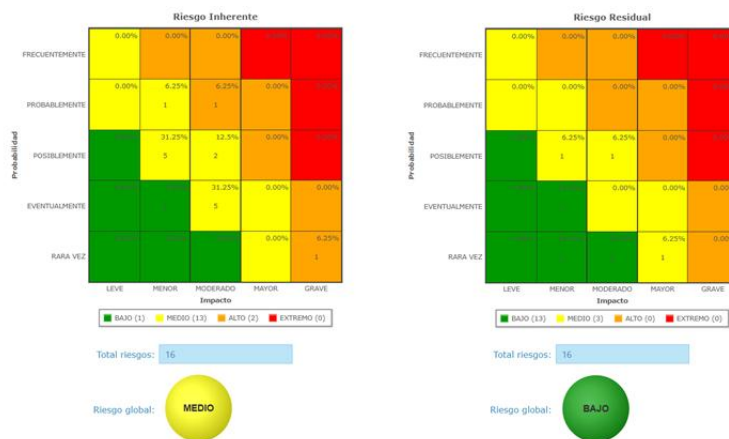 Riesgo Inherente
Probabilidad
FRECUENTEMENTE 0.00% 0.00% 0.00%
PROBABLEMENTE 0.00% 6.25% 6.25% 0.00%
1 1
POSIBLEMENTE 31.25% 12.5% 0.00%
5 2
EVENTUALMENTE 31.25% 0.00% 0.00%
5
RARA VEZ 0.00% 6.25%
1
LEVE MENOR MODERADO MAYOR GRAVE
Impacto
BAJO (1) MEDIO (13) ALTO (2) EXTREMO (0)
Total riesgos: 16
Riesgo global: MEDIO
Riesgo Residual
Probabilidad
FRECUENTEMENTE 0.00% 0.00% 0.00%
PROBABLEMENTE 0.00% 0.00% 0.00% 0.00%
POSIBLEMENTE 6.25% 6.25% 0.00%
1 1
EVENTUALMENTE 0.00% 0.00% 0.00%
RARA VEZ 6.25% 0.00
1
LEVE MENOR MODERADO MAYOR GRAVE
Impacto
BAJO (13) MEDIO (3) ALTO (0) EXTREMO (0)
Total riesgos: 16
Riesgo global: BAJO